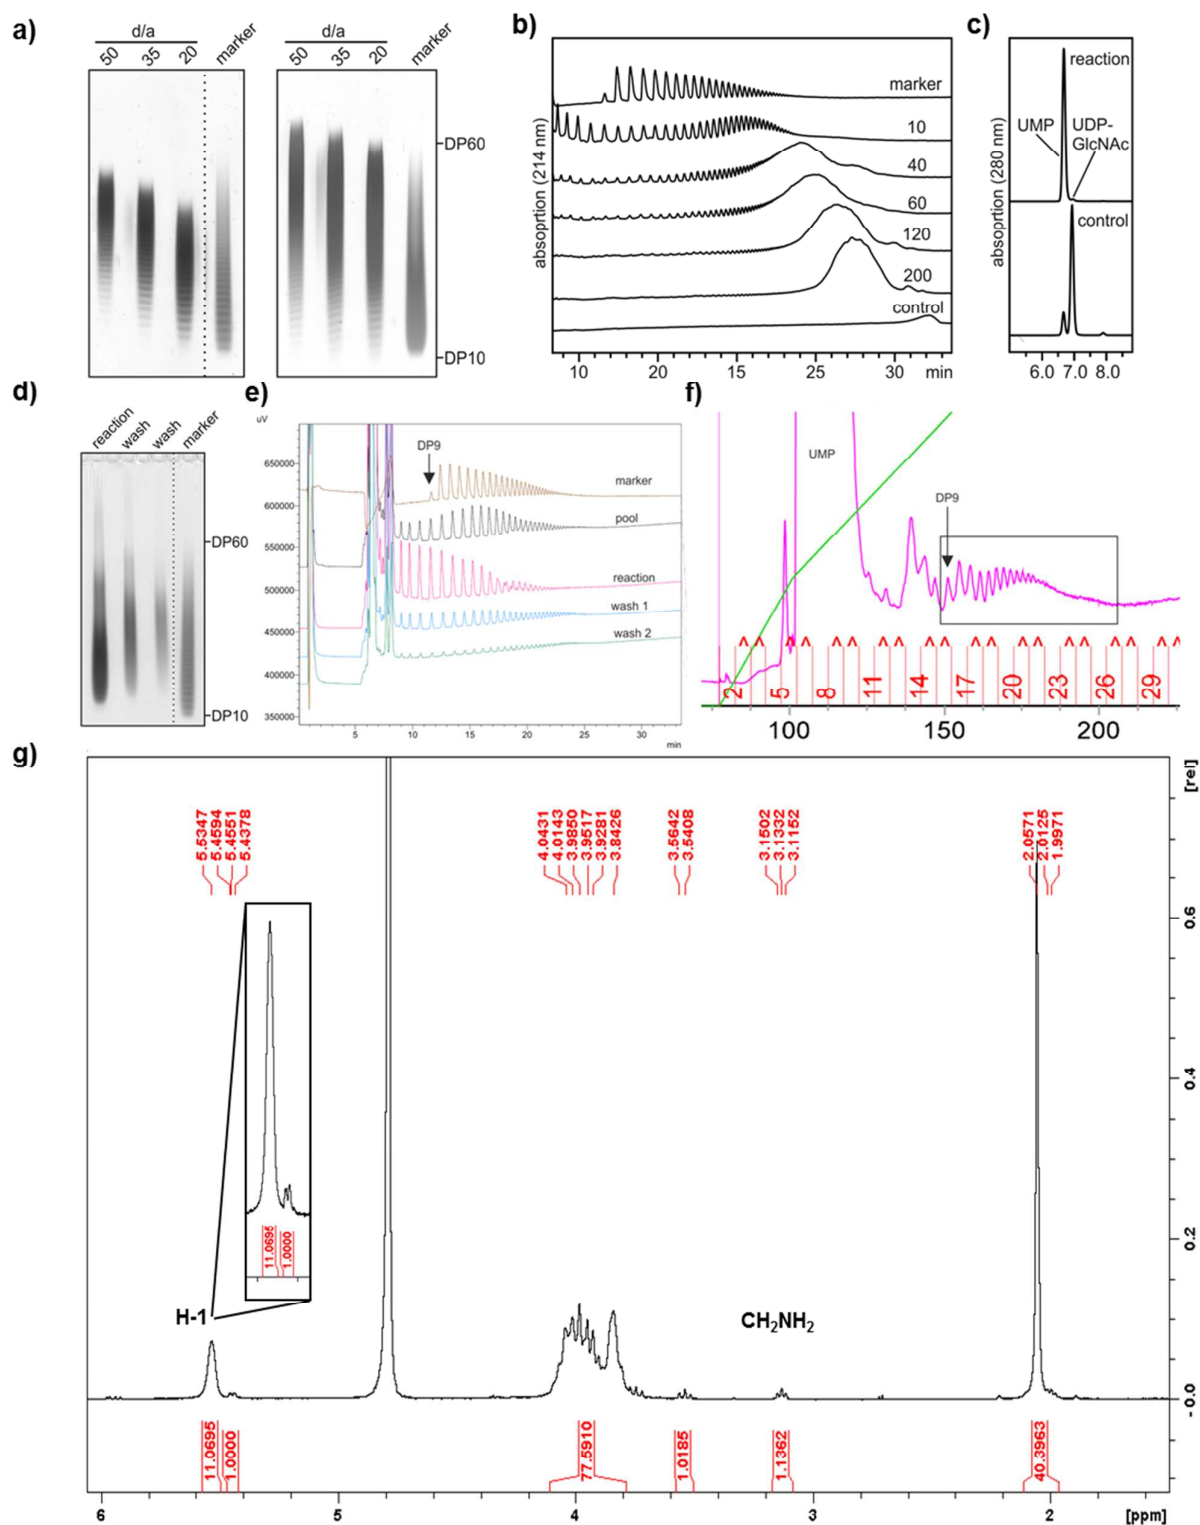 a)
d/a
50 35 20 marker
d/a
50 35 20 marker
DP60
DP10
b)
absoprtion (214 nm)
marker
10
40
60
120
200
control
10 20 15 25 30 min
c)
absorption (280 nm)
reaction
UMP
UDP-
GlcNAc
control
6.0 7.0 8.0
d)
reaction wash wash marker
DP60
DP10
e)
uV
650000
600000
550000
500000
450000
400000
350000
DP9
marker
pool
reaction
wash 1
wash 2
5 10 15 20 25 30
min
f)
UMP
DP9
2 5 8 11 14 17 20 23 26 29
100 150 200
g)
[rel]
5.5347
5.4594
5.4551
5.4378
4.0431
4.0143
3.9850
3.9517
3.9281
3.8426
3.5642
3.5408
3.1502
3.1332
3.1152
2.0571
2.0125
1.9971
0.6
0.4
0.2
- 0.0
11.0695
1.0000
H-1
CH2NH2
11.0695
1.0000
77.5910
1.0185
1.1362
40.3963
6 5 4 3 2 [ppm]